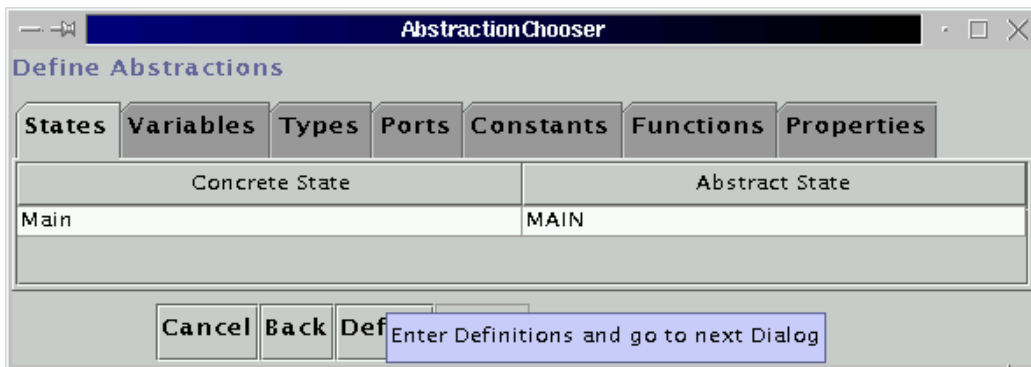 AbstractionChooser
Define Abstractions
States Variables Types Ports Constants Functions Properties
Concrete State Abstract State
Main MAIN
Cancel Back Def
Enter Definitions and go to next Dialog